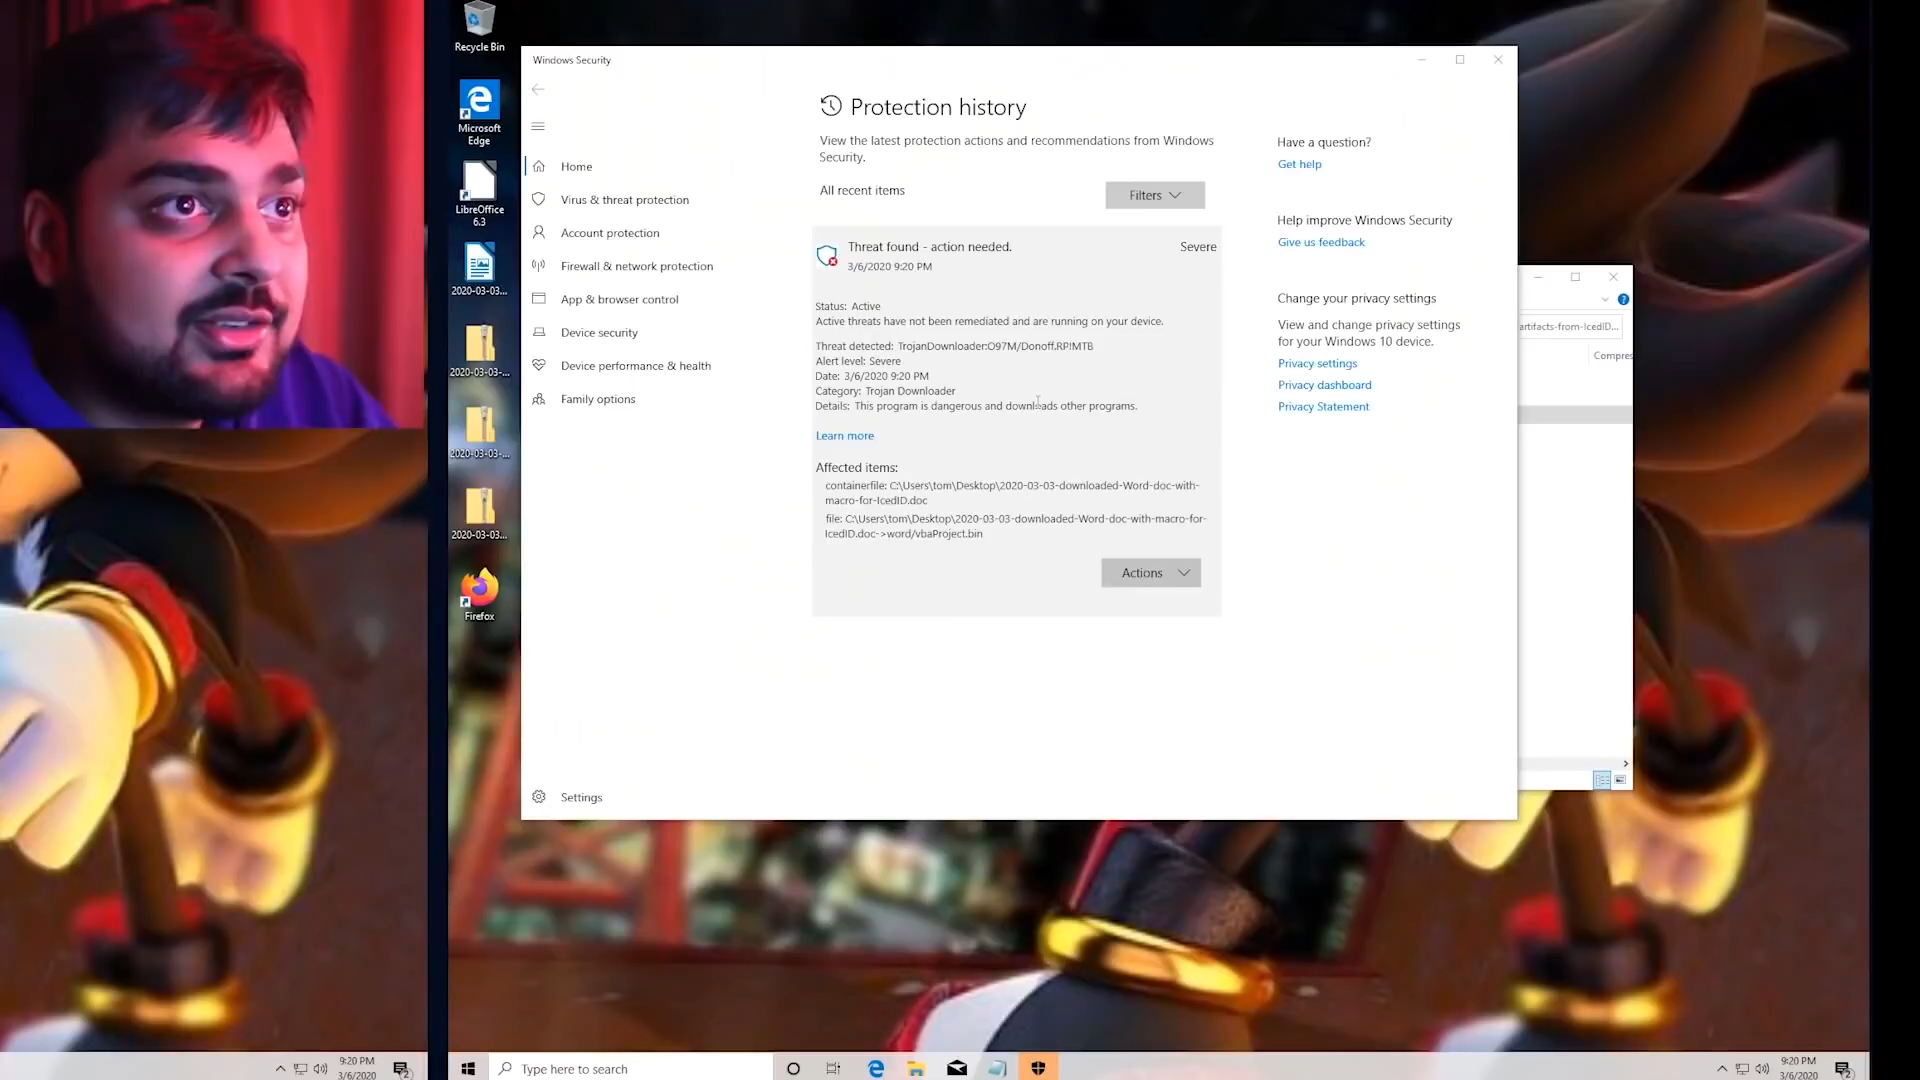 Recycle Bin
Microsoft
Edge
LibreOffice
6.3
2020-03-03...
2020-03-03-...
2020-03-03-...
2020-03-03...
Firefox
Windows Security
Home
Virus & threat protection
Account protection
Firewall & network protection
App & browser control
Device security
Device performance & health
Family options
Settings
Protection history
View the latest protection actions and recommendations from Windows
Security.
All recent items
Filters
Threat found - action needed.
Severe
3/6/2020 9:20 PM
Status: Active
Active threats have not been remediated and are running on your device.
Threat detected: TrojanDownloader:O97M/Donoff.RP!MTB
Alert level: Severe
Date: 3/6/2020 9:20 PM
Category: Trojan Downloader
Details: This program is dangerous and downloads other programs.
Learn more
Affected items:
containerfile: C:\Users\tom\Desktop\2020-03-03-downloaded-Word-doc-with-
macro-for-IcedID.doc
file: C:\Users\tom\Desktop\2020-03-03-downloaded-Word-doc-with-macro-for-
IcedID.doc->word/vbaProject.bin
Actions
Have a question?
Get help
Help improve Windows Security
Give us feedback
Change your privacy settings
View and change privacy settings
for your Windows 10 device.
Privacy settings
Privacy dashboard
Privacy Statement
artifacts-from-IcedID...
Compres
9:20 PM
3/6/2020
2
Type here to search
9:20 PM
3/6/2020
2